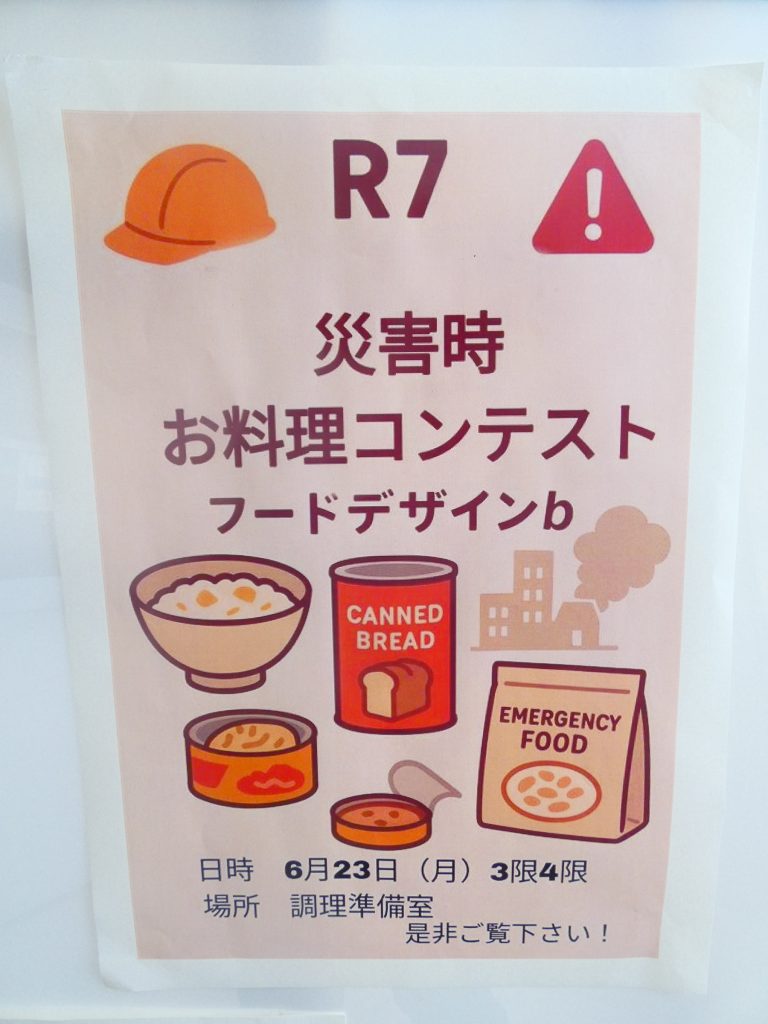 R7
災害時
お料理コンテスト
フードデザインb
CANNED
BREAD
EMERGENCY
FOOD
日時　6月23日（月）3限4限
場所　調理準備室
是非ご覧下さい！